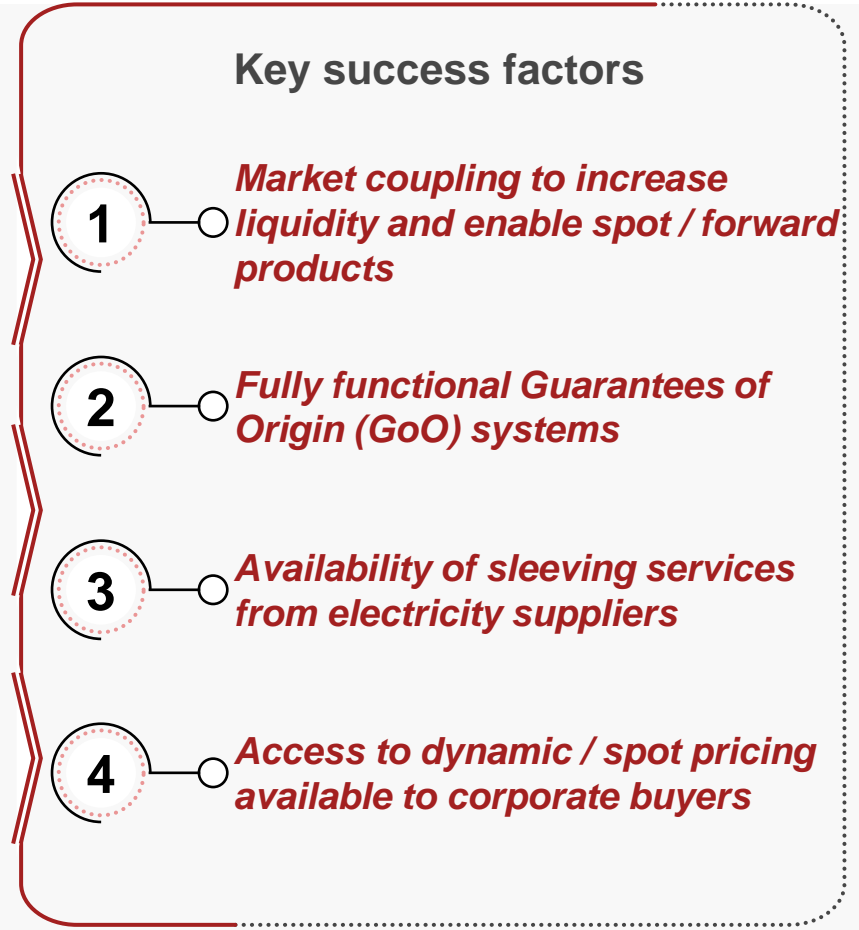 Key success factors
1
Market coupling to increase
liquidity and enable spot / forward
products
2
Fully functional Guarantees of
Origin (GoO) systems
3
Availability of sleeving services
from electricity suppliers
4
Access to dynamic / spot pricing
available to corporate buyers